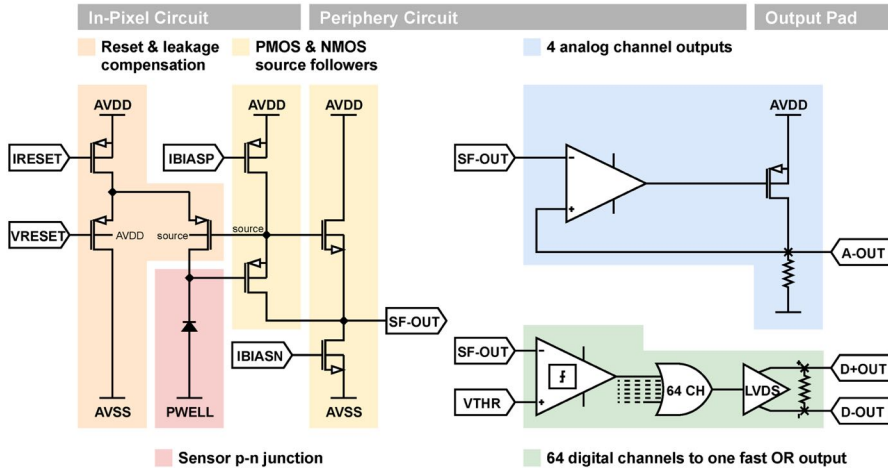 In-Pixel Circuit
Periphery Circuit
Output Pad
Reset & leakage
compensation
PMOS & NMOS
source followers
4 analog channel outputs
AVDD
AVDD
AVDD
AVDD
IRESET
IBIASP
SF-OUT
-
VRESET
AVDD
source
source
+
A-OUT
SF-OUT
IBIASN
SF-OUT
-
D+OUT
64 CH
LVDS
VTHR
+
D-OUT
AVSS
PWELL
AVSS
Sensor p-n junction
64 digital channels to one fast OR output